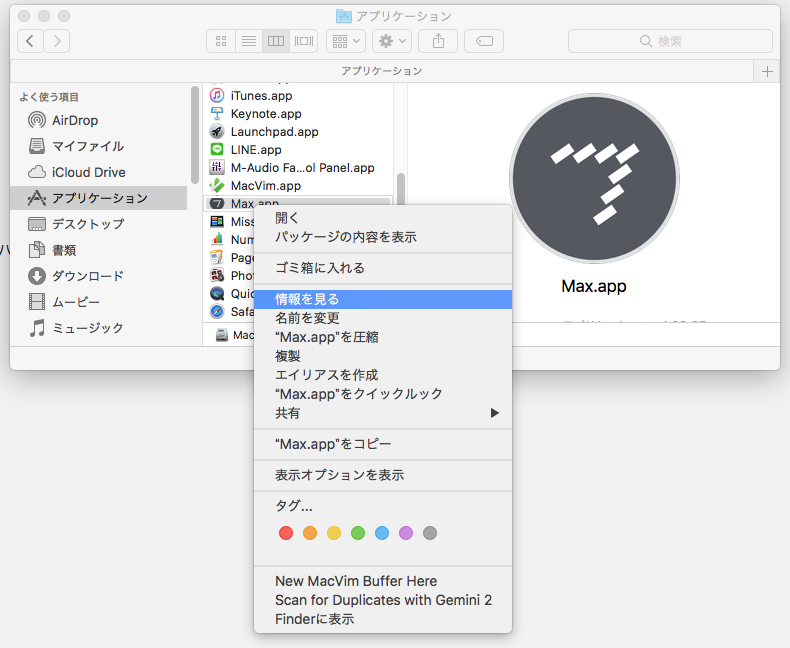 アプリケーション
検索
アプリケーション
よく使う項目
AirDrop
マイファイル
iCloud Drive
アプリケーション
デスクトップ
書類
ダウンロード
ムービー
ミュージック
iTunes.app
Keynote.app
Launchpad.app
LINE.app
M-Audio Fa...ol Panel.app
MacVim.app
Max.app
Miss
Num
Page
Phot
Quic
Safa
Mac
Max.app
開く
パッケージの内容を表示
ゴミ箱に入れる
情報を見る
名前を変更
“Max.app”を圧縮
複製
エイリアスを作成
“Max.app”をクイックルック
共有
“Max.app”をコピー
表示オプションを表示
タグ...
New MacVim Buffer Here
Scan for Duplicates with Gemini 2
Finderに表示